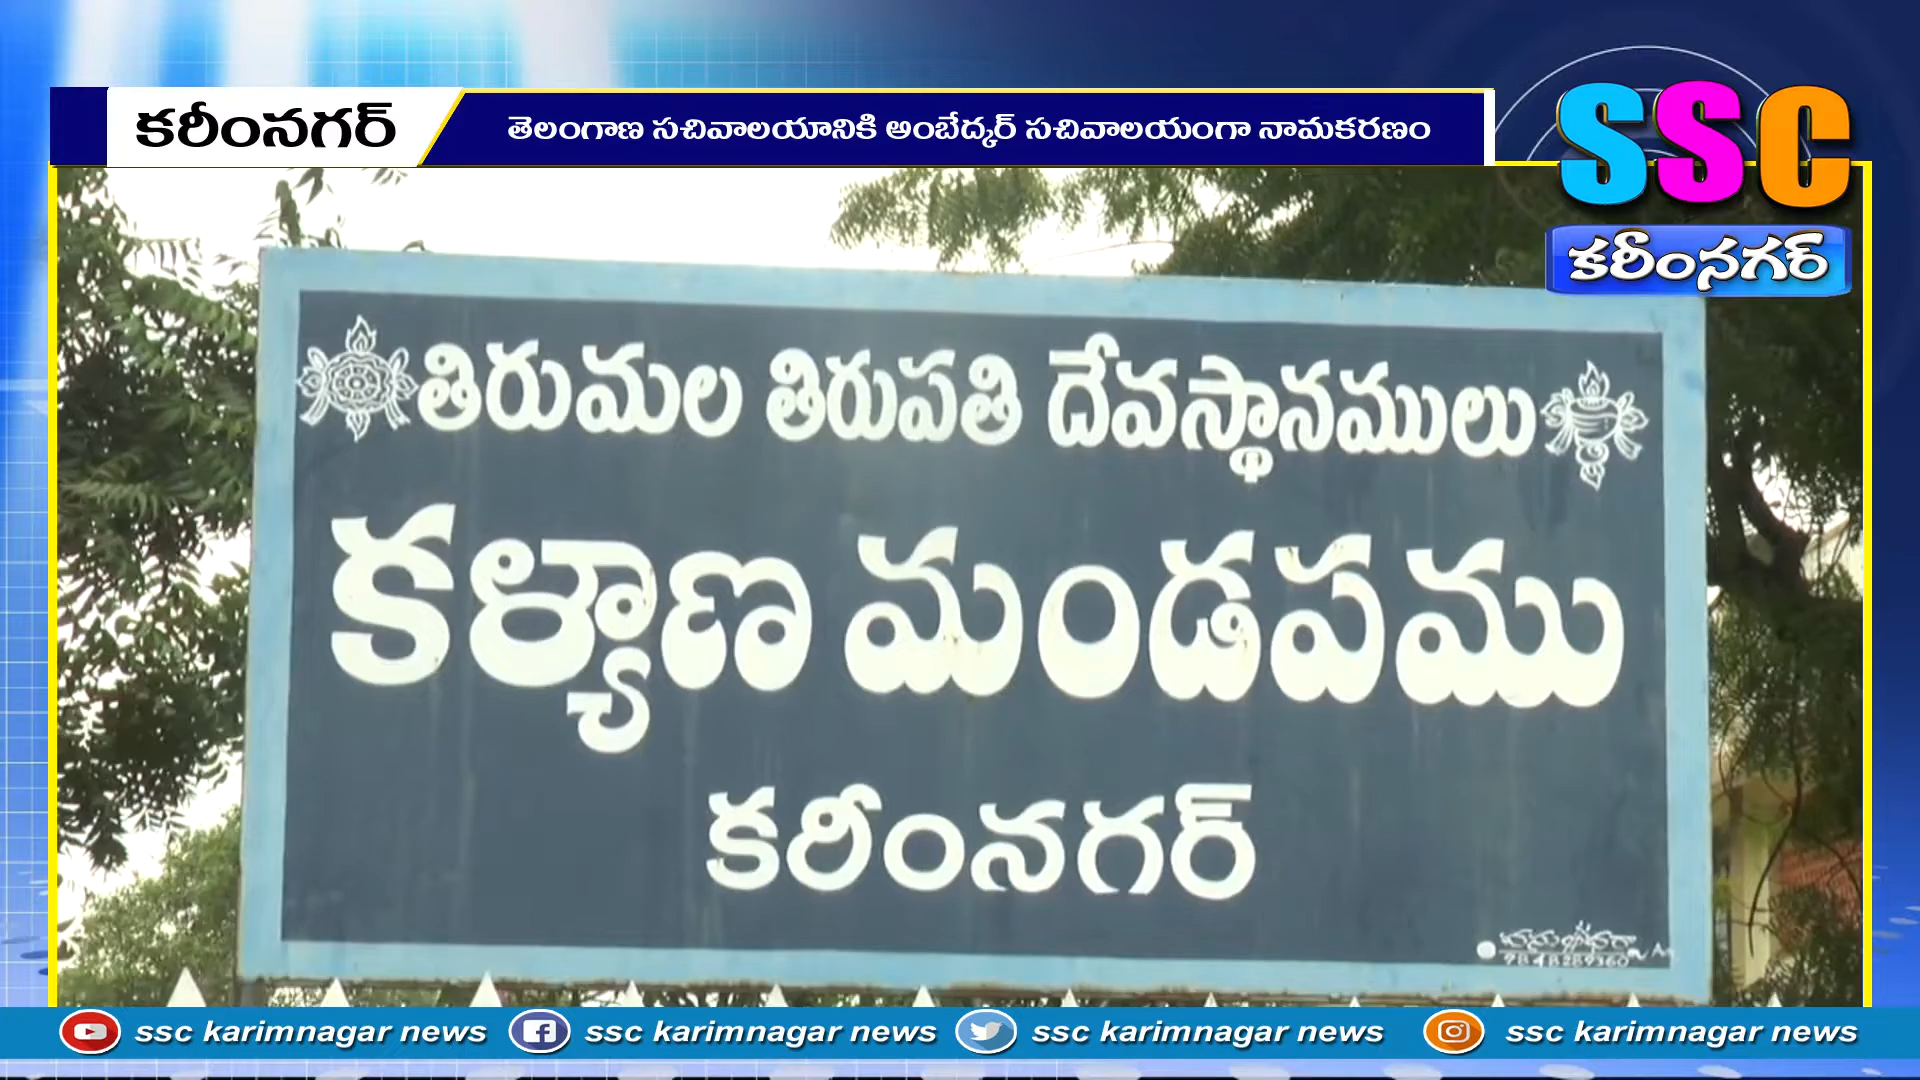 కరీంనగర్
తెలంగాణ సచివాలయానికి అంబేద్కర్ సచివాలయంగా నామకరణం
SSC
కరీంనగర్
తిరుమల తిరుపతి దేవస్థానములు
కళ్యాణ మండపము
కరీంనగర్
9848289360
ssc karimnagar news
ssc karimnagar news
ssc karimnagar news
ssc karimnagar news